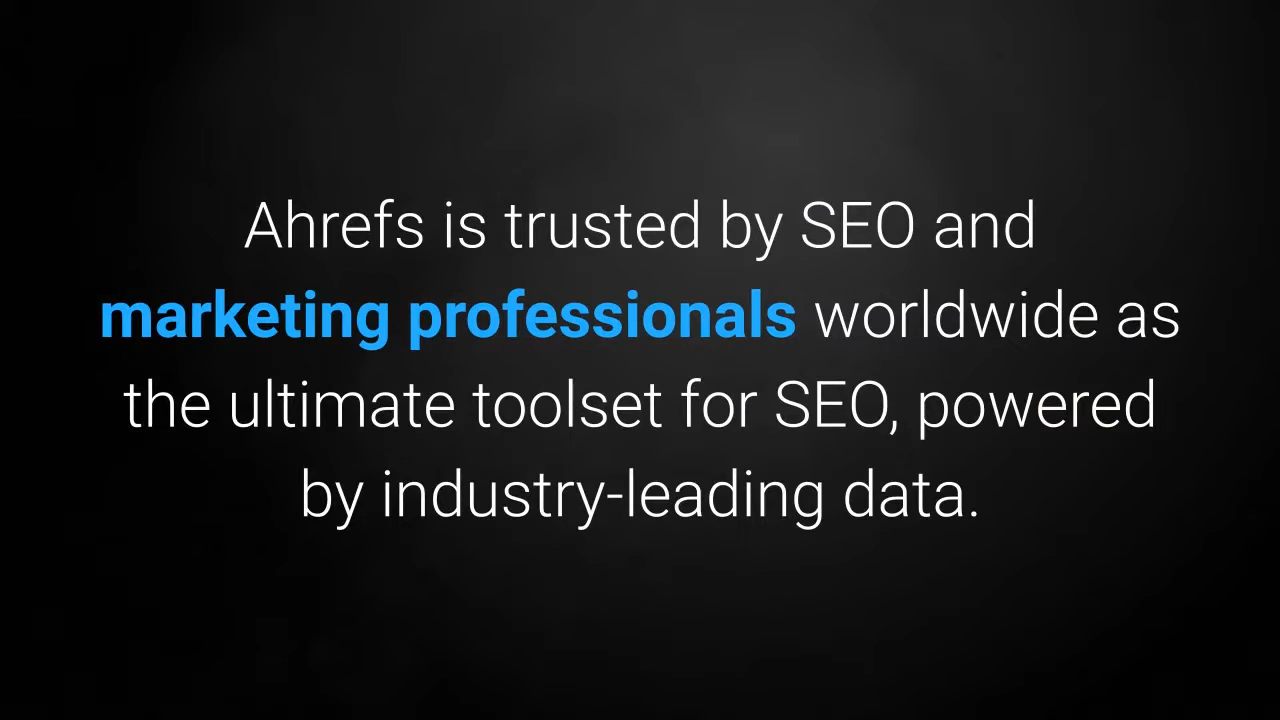 Ahrefs is trusted by SEO and
marketing professionals worldwide as
the ultimate toolset for SEO, powered
by industry-leading data.